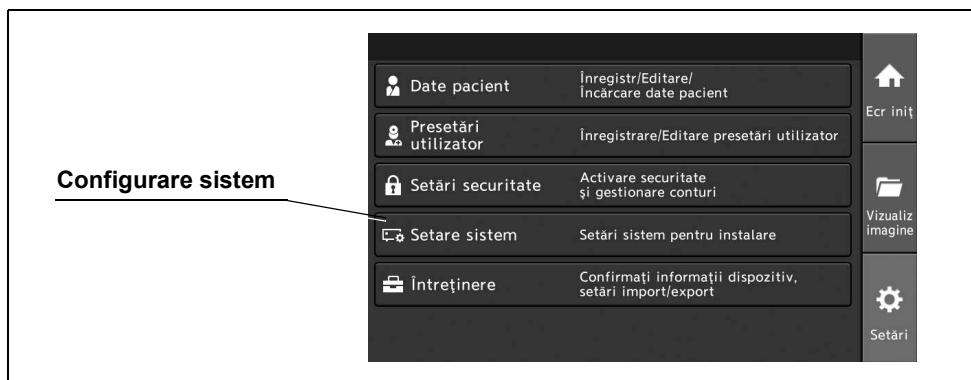 Configurare sistem
Date pacient
Înregistr/Editare/
Încărcare date pacient
Presetări
utilizator
Înregistrare/Editare presetări utilizator
Setări securitate
Activare securitate
și gestionare conturi
Setare sistem
Setări sistem pentru instalare
Întreținere
Confirmați informații dispozitiv,
setări import/export
Ecr iniț
Vizualiz
imagine
Setări